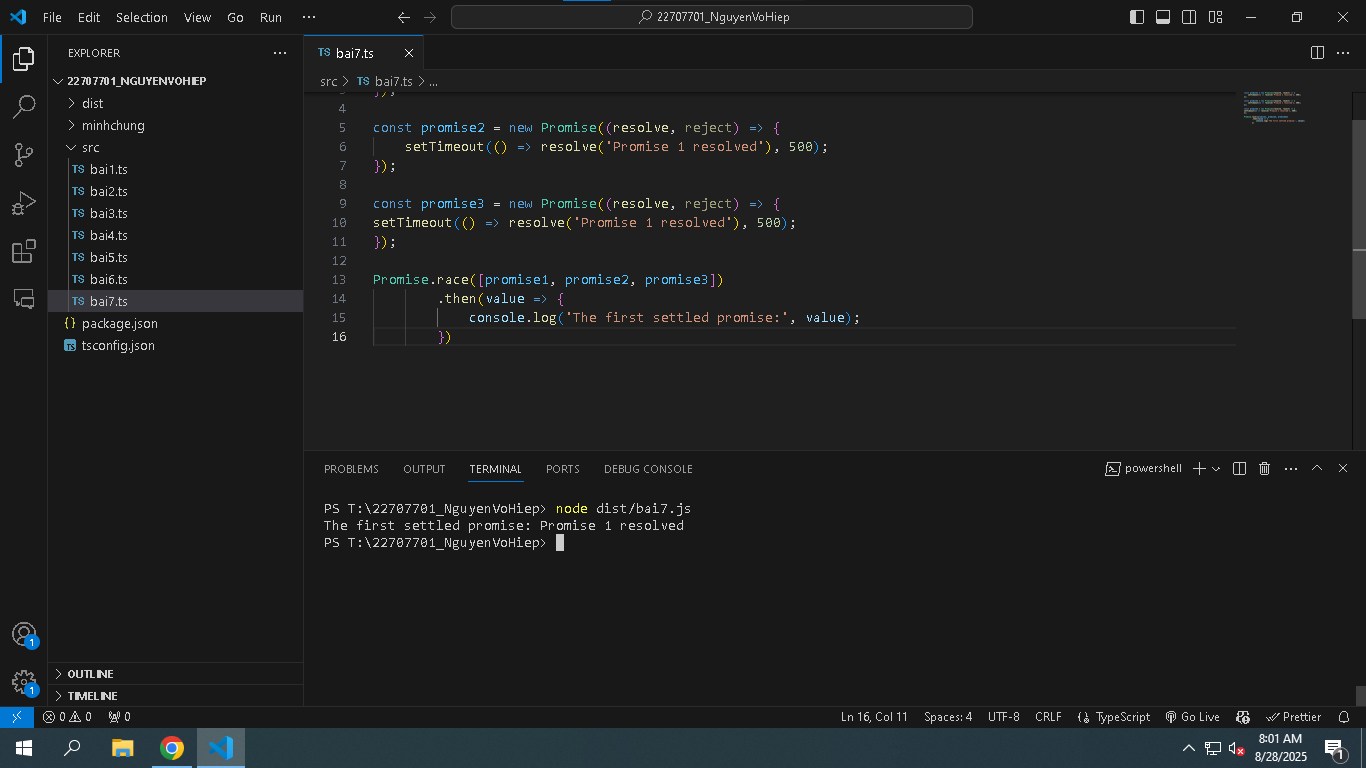 File Edit Selection View Go Run ···
22707701_NguyenVoHiep
EXPLORER ···
22707701_NGUYENVOHIEP
dist
minhchung
src
TS bai1.ts
TS bai2.ts
TS bai3.ts
TS bai4.ts
TS bai5.ts
TS bai6.ts
TS bai7.ts
{} package.json
TS tsconfig.json
OUTLINE
TIMELINE
1
1
TS bai7.ts
src > TS bai7.ts > ...
3 });
4
5 const promise2 = new Promise((resolve, reject) => {
6 setTimeout(() => resolve('Promise 1 resolved'), 500);
7 });
8
9 const promise3 = new Promise((resolve, reject) => {
10 setTimeout(() => resolve('Promise 1 resolved'), 500);
11 });
12
13 Promise.race([promise1, promise2, promise3])
14 .then(value => {
15 console.log('The first settled promise:', value);
16 })
PROBLEMS OUTPUT TERMINAL PORTS DEBUG CONSOLE powershell
PS T:\22707701_NguyenVoHiep> node dist/bai7.js
The first settled promise: Promise 1 resolved
PS T:\22707701_NguyenVoHiep>
0 0 0 Ln 16, Col 11 Spaces: 4 UTF-8 CRLF {} TypeScript Go Live Prettier
8:01 AM
8/28/2025
1